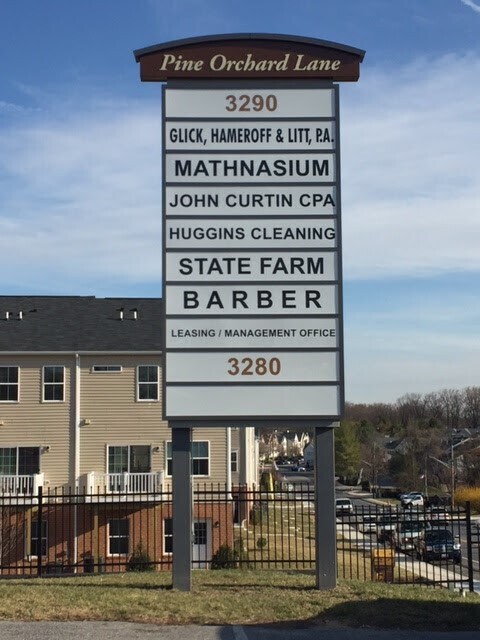 Pine Orchard Lane
3290
GLICK, HAMEROFF & LITT, P.A.
MATHNASIUM
JOHN CURTIN CPA
HUGGINS CLEANING
STATE FARM
BARBER
LEASING / MANAGEMENT OFFICE
3280